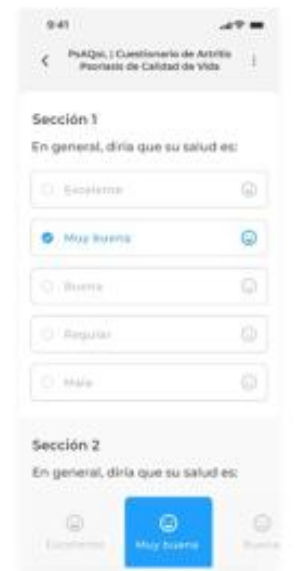 9:41
PsAQoL | Cuestionario de Artritis
Psoriasis de Calidad de Vida
Sección 1
En general, diría que su salud es:
Excelente
Muy buena
Buena
Regular
Mala
Sección 2
En general, diría que su salud es:
Excelente
Muy buena
Buena